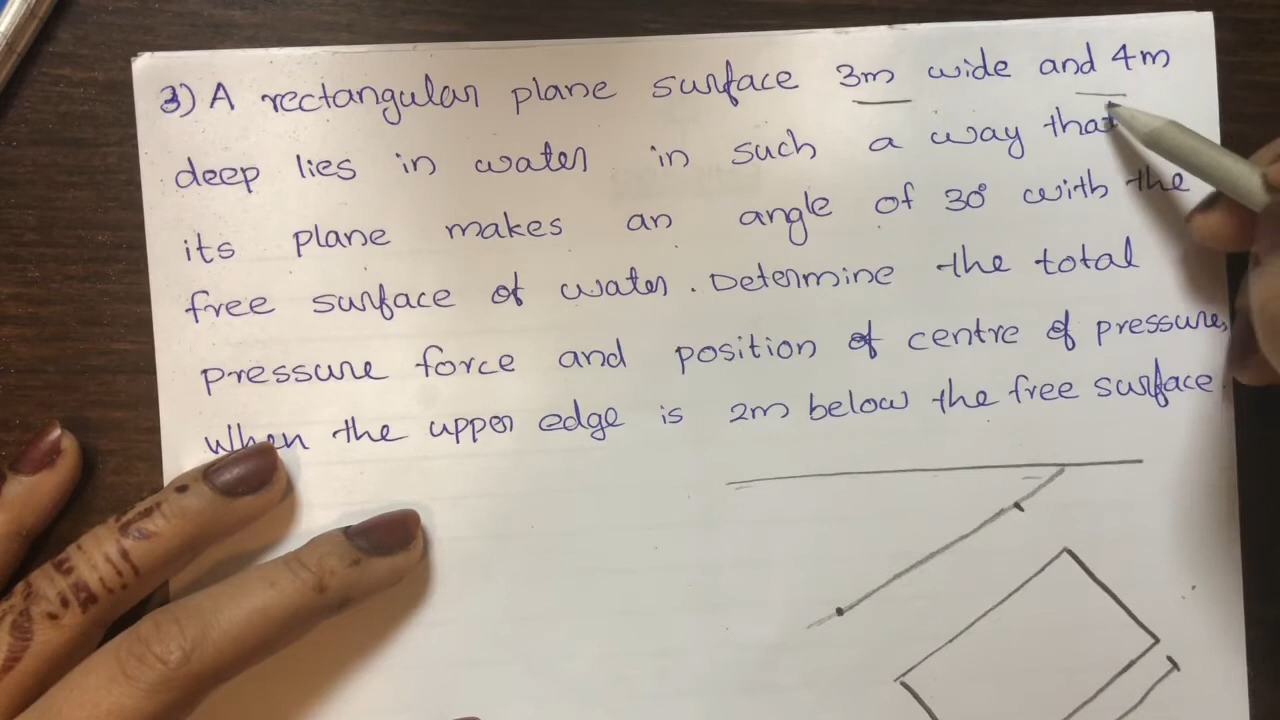 3) A rectangular plane surface 3m wide and 4m
deep lies in water in such a way that
its plane makes an angle of 30° with the
free surface of water. Determine the total
pressure force and position of centre of pressure,
When the upper edge is 2m below the free surface.